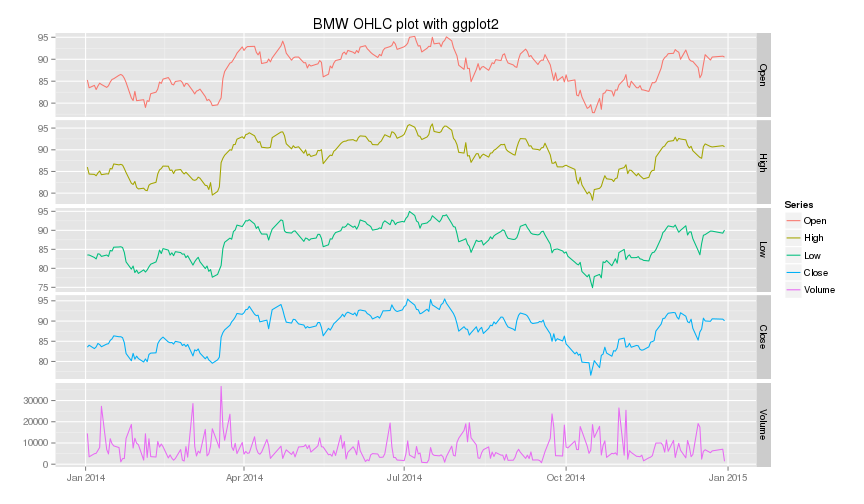 BMW OHLC plot with ggplot2
95
90
85
80
Open
95
90
85
80
High
95
90
85
80
75
Low
95
90
85
80
Close
30000
20000
10000
0
Volume
Jan 2014
Apr 2014
Jul 2014
Oct 2014
Jan 2015
Series
Open
High
Low
Close
Volume